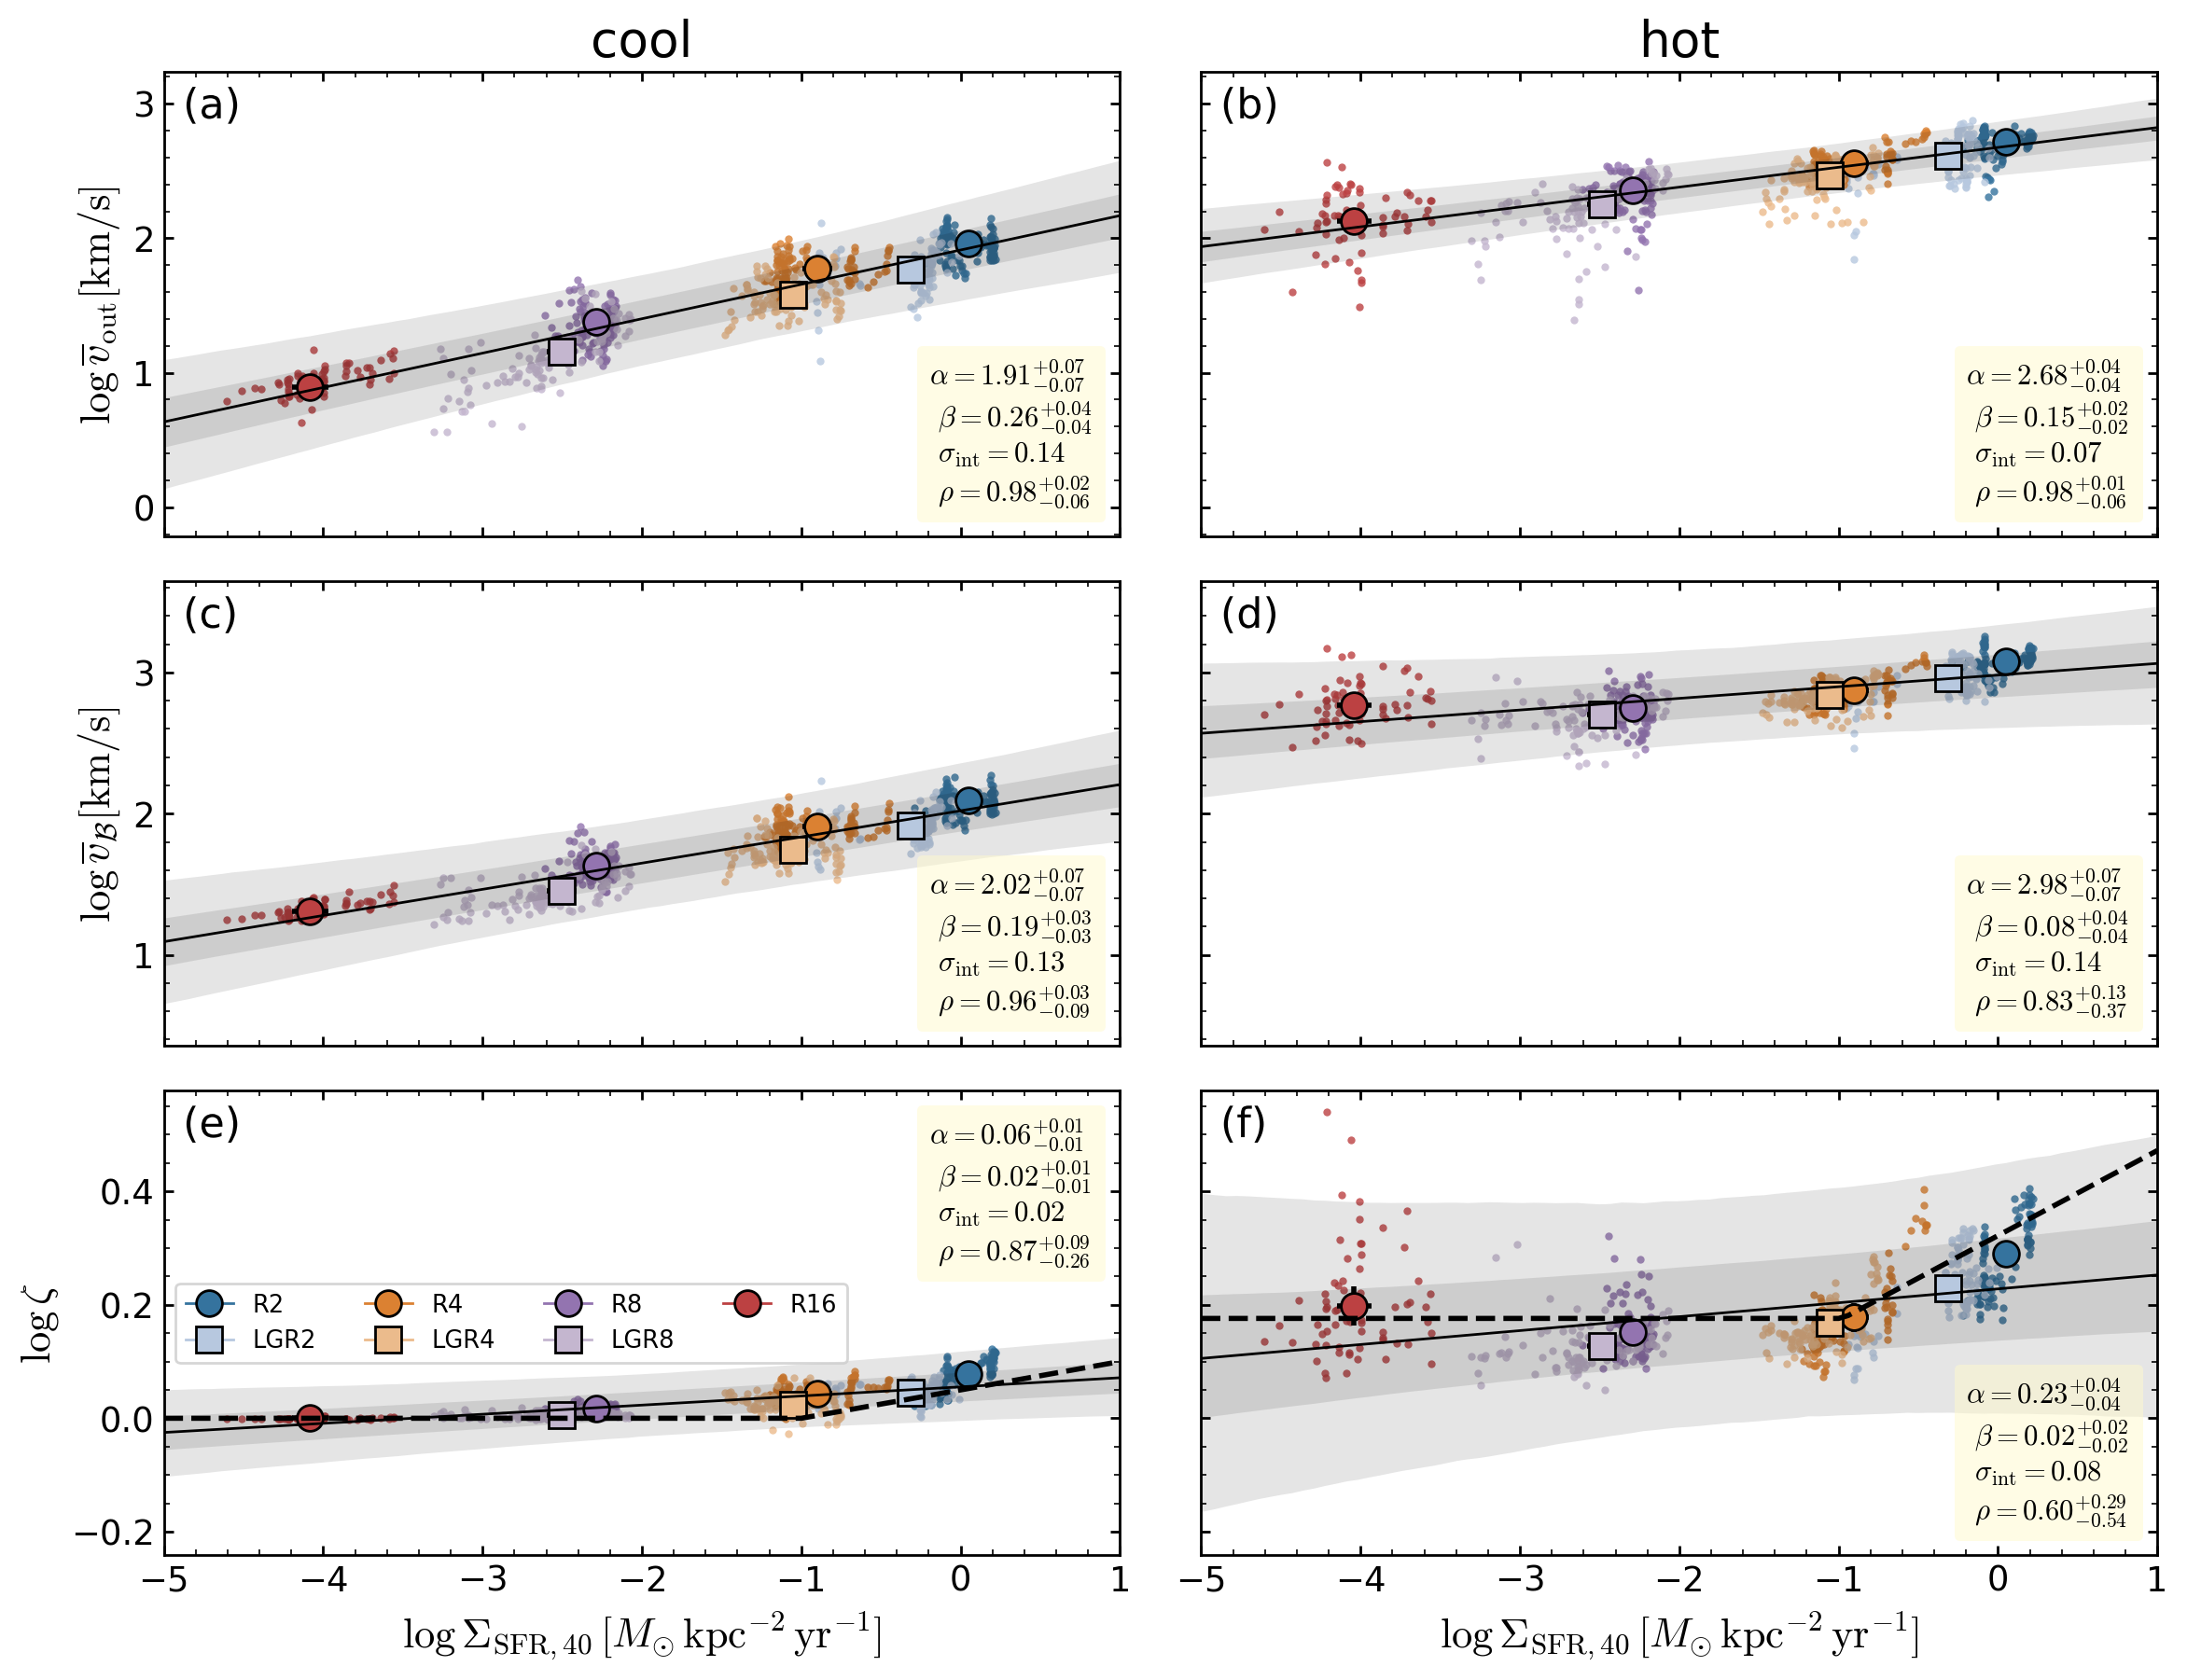 cool
hot
(a)
(b)
3
2
1
0
log v̅_out [km/s]
α = 1.91^{+0.07}_{−0.07}
β = 0.26^{+0.04}_{−0.04}
σ_int = 0.14
ρ = 0.98^{+0.02}_{−0.06}
α = 2.68^{+0.04}_{−0.04}
β = 0.15^{+0.02}_{−0.02}
σ_int = 0.07
ρ = 0.98^{+0.01}_{−0.06}
(c)
(d)
3
2
1
log v̅_ℬ [km/s]
α = 2.02^{+0.07}_{−0.07}
β = 0.19^{+0.03}_{−0.03}
σ_int = 0.13
ρ = 0.96^{+0.03}_{−0.09}
α = 2.98^{+0.07}_{−0.07}
β = 0.08^{+0.04}_{−0.04}
σ_int = 0.14
ρ = 0.83^{+0.13}_{−0.37}
(e)
(f)
0.4
0.2
0.0
−0.2
log ζ
α = 0.06^{+0.01}_{−0.01}
β = 0.02^{+0.01}_{−0.01}
σ_int = 0.02
ρ = 0.87^{+0.09}_{−0.26}
R2 R4 R8 R16
LGR2 LGR4 LGR8
α = 0.23^{+0.04}_{−0.04}
β = 0.02^{+0.02}_{−0.02}
σ_int = 0.08
ρ = 0.60^{+0.29}_{−0.54}
−5 −4 −3 −2 −1 0 1
−5 −4 −3 −2 −1 0 1
log Σ_{SFR, 40} [M_⊙ kpc^{−2} yr^{−1}]
log Σ_{SFR, 40} [M_⊙ kpc^{−2} yr^{−1}]